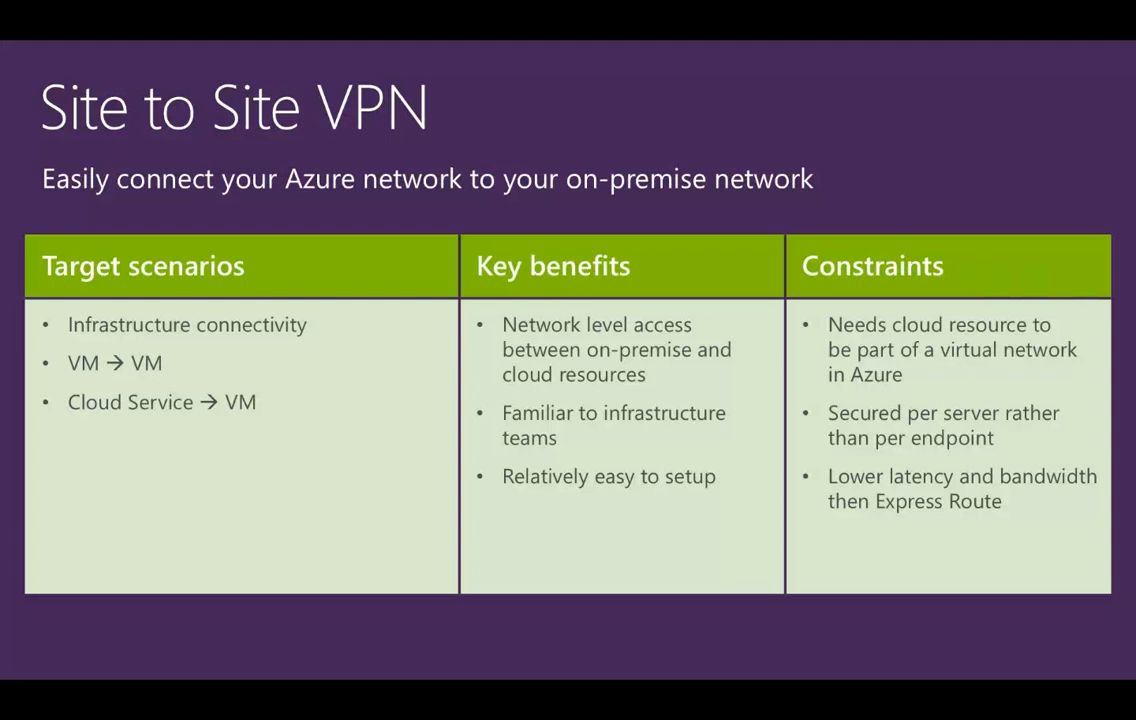 Site to Site VPN
Easily connect your Azure network to your on-premise network
Target scenarios
• Infrastructure connectivity
• VM → VM
• Cloud Service → VM
Key benefits
• Network level access
between on-premise and
cloud resources
• Familiar to infrastructure
teams
• Relatively easy to setup
Constraints
• Needs cloud resource to
be part of a virtual network
in Azure
• Secured per server rather
than per endpoint
• Lower latency and bandwidth
then Express Route